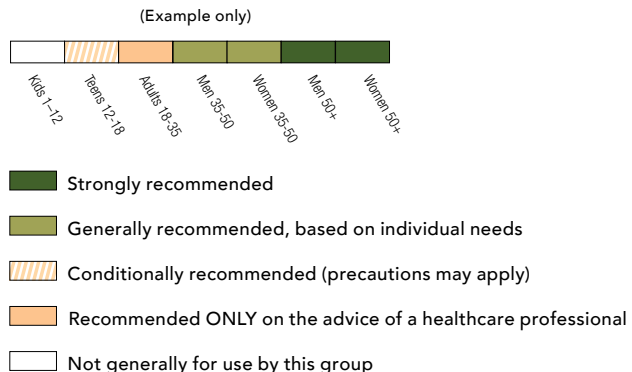 (Example only)
Kids 1–12
Teens 12-18
Adults 18-35
Men 35-50
Women 35-50
Men 50+
Women 50+
Strongly recommended
Generally recommended, based on individual needs
Conditionally recommended (precautions may apply)
Recommended ONLY on the advice of a healthcare professional
Not generally for use by this group